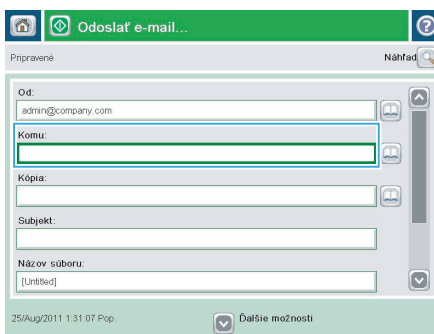 Odoslať e-mail...
Pripravené
Náhľad
Od:
admin@company.com
Komu:
Kópia:
Subjekt:
Názov súboru:
[Untitled]
25/Aug/2011 1:31:07 Pop.
Ďalšie možnosti